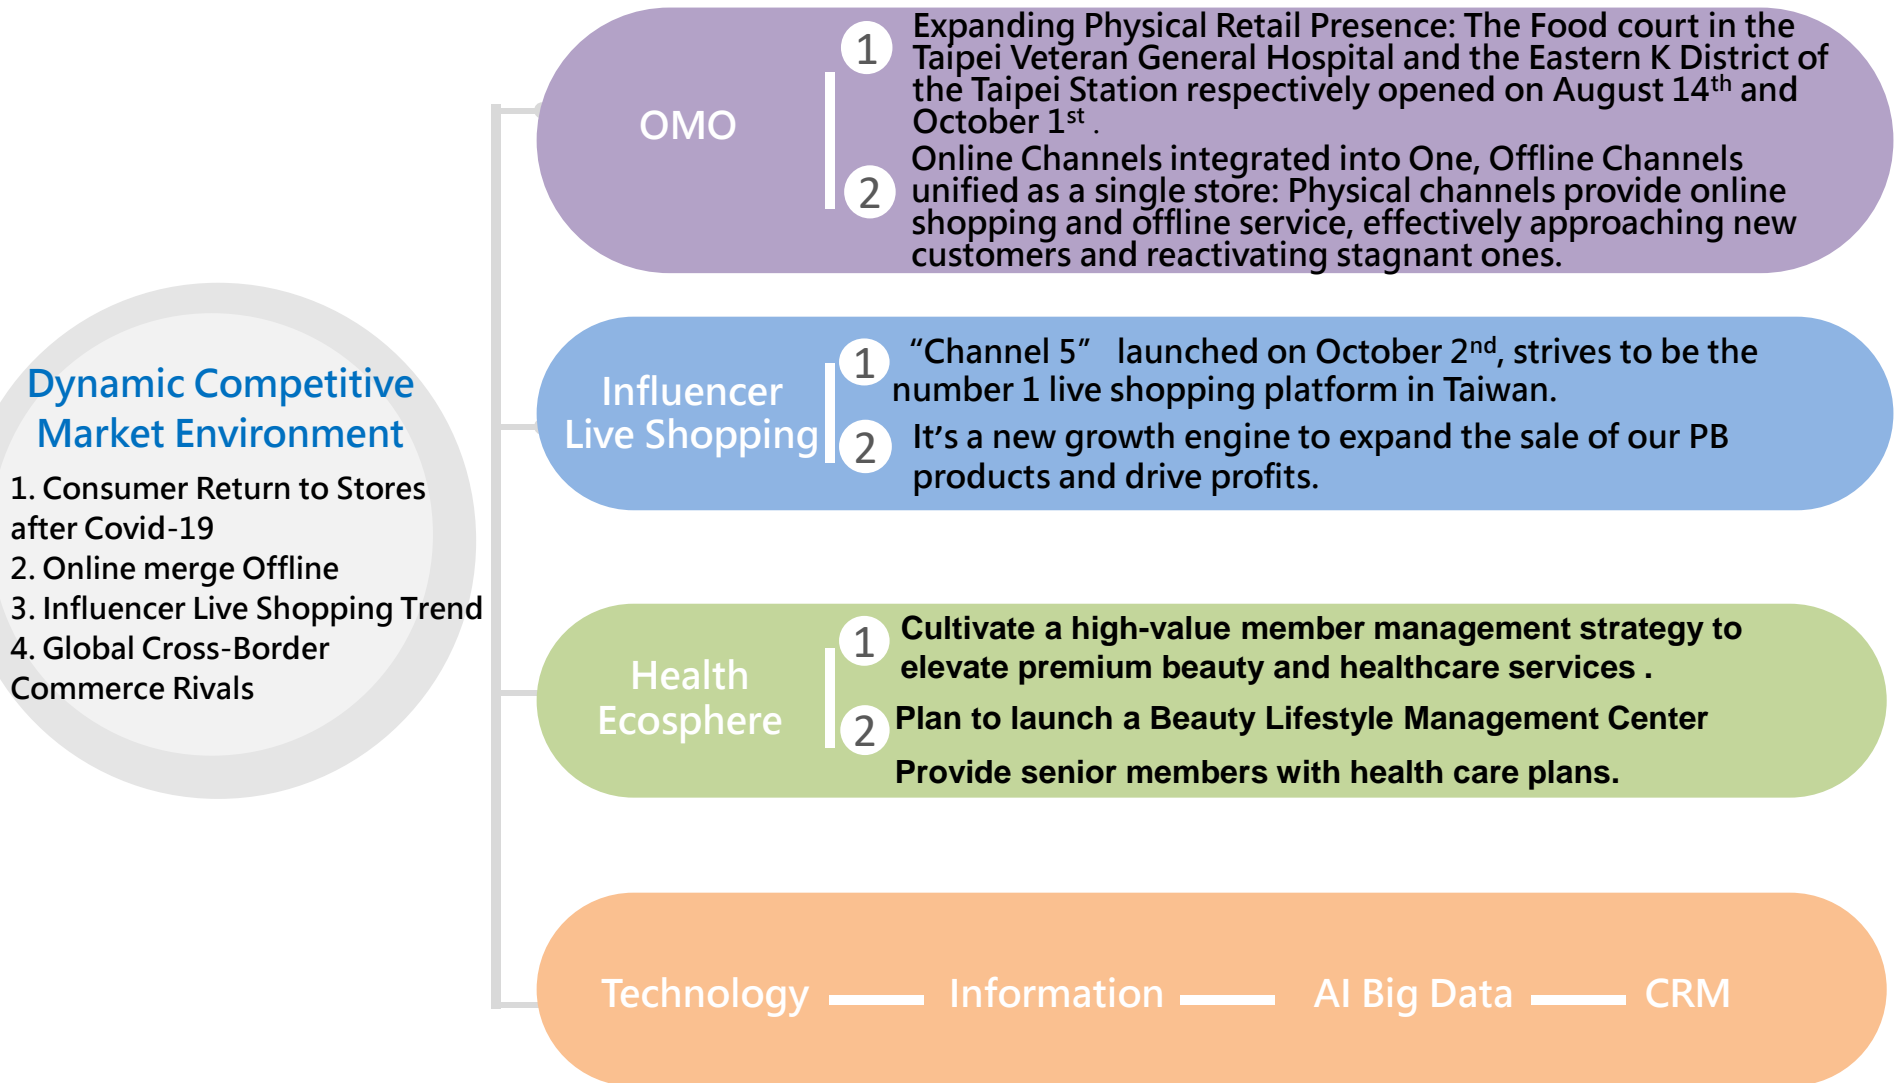 Dynamic Competitive
Market Environment
1. Consumer Return to Stores
after Covid-19
2. Online merge Offline
3. Influencer Live Shopping Trend
4. Global Cross-Border
Commerce Rivals
OMO
1
Expanding Physical Retail Presence: The Food court in the
Taipei Veteran General Hospital and the Eastern K District of
the Taipei Station respectively opened on August 14th and
October 1st .
2
Online Channels integrated into One, Offline Channels
unified as a single store: Physical channels provide online
shopping and offline service, effectively approaching new
customers and reactivating stagnant ones.
Influencer
Live Shopping
1
“Channel 5” launched on October 2nd, strives to be the
number 1 live shopping platform in Taiwan.
2
It’s a new growth engine to expand the sale of our PB
products and drive profits.
Health
Ecosphere
1
Cultivate a high-value member management strategy to
elevate premium beauty and healthcare services .
2
Plan to launch a Beauty Lifestyle Management Center
Provide senior members with health care plans.
Technology Information AI Big Data CRM